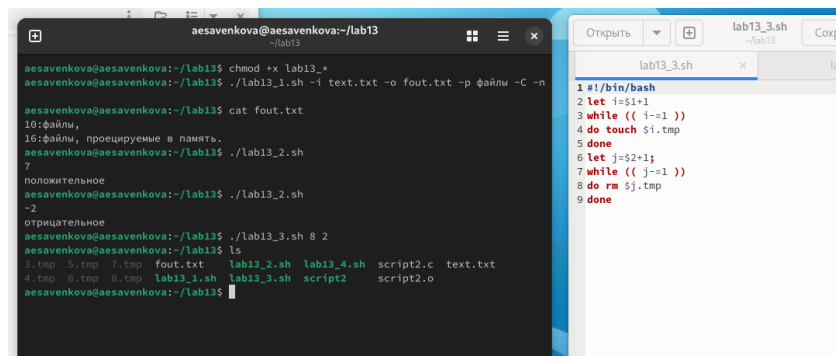 aesavenkova@aesavenkova:~/lab13
~/lab13
aesavenkova@aesavenkova:~/lab13$ chmod +x lab13_*
aesavenkova@aesavenkova:~/lab13$ ./lab13_1.sh -i text.txt -o fout.txt -p файлы -C -n
aesavenkova@aesavenkova:~/lab13$ cat fout.txt
10:файлы,
16:файлы, проецируемые в память.
aesavenkova@aesavenkova:~/lab13$ ./lab13_2.sh
7
положительное
aesavenkova@aesavenkova:~/lab13$ ./lab13_2.sh
-2
отрицательное
aesavenkova@aesavenkova:~/lab13$ ./lab13_3.sh 8 2
aesavenkova@aesavenkova:~/lab13$ ls
3.tmp 5.tmp 7.tmp fout.txt lab13_2.sh lab13_4.sh script2.c text.txt
4.tmp 6.tmp 8.tmp lab13_1.sh lab13_3.sh script2 script2.o
aesavenkova@aesavenkova:~/lab13$
Открыть
lab13_3.sh
~/lab13
lab13_3.sh
1 #!/bin/bash
2 let i=$1+1
3 while (( i-=1 ))
4 do touch $i.tmp
5 done
6 let j=$2+1;
7 while (( j-=1 ))
8 do rm $j.tmp
9 done